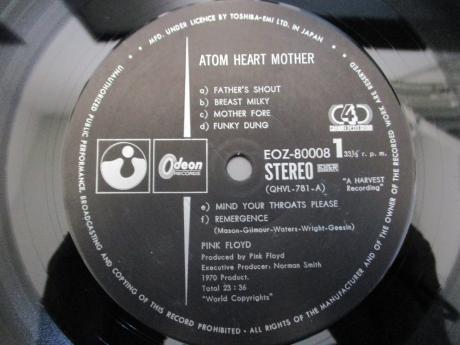 MFD. UNDER LICENCE BY TOSHIBA-EMI LTD. IN JAPAN
UNAUTHORIZED PUBLIC PERFORMANCE, BROADCASTING AND COPYING OF THIS RECORD PROHIBITED • ALL RIGHTS OF THE MANUFACTURER AND OF THE OWNER OF THE RECORDED WORK ARE RESERVED
ATOM HEART MOTHER
a) FATHER'S SHOUT
b) BREAST MILKY
c) MOTHER FORE
d) FUNKY DUNG
CD
4
Odeon
RECORDS
EOZ-80008 1 33⅓ r. p. m.
STEREO
(QHVL-781-A)
"A HARVEST
Recording"
e) MIND YOUR THROATS PLEASE
f) REMERGENCE
(Mason-Gilmour-Waters-Wright-Geesin)
PINK FLOYD
Produced by Pink Floyd
Executive Producer: Norman Smith
1970 Product.
Total 23 : 36
"World Copyrights"